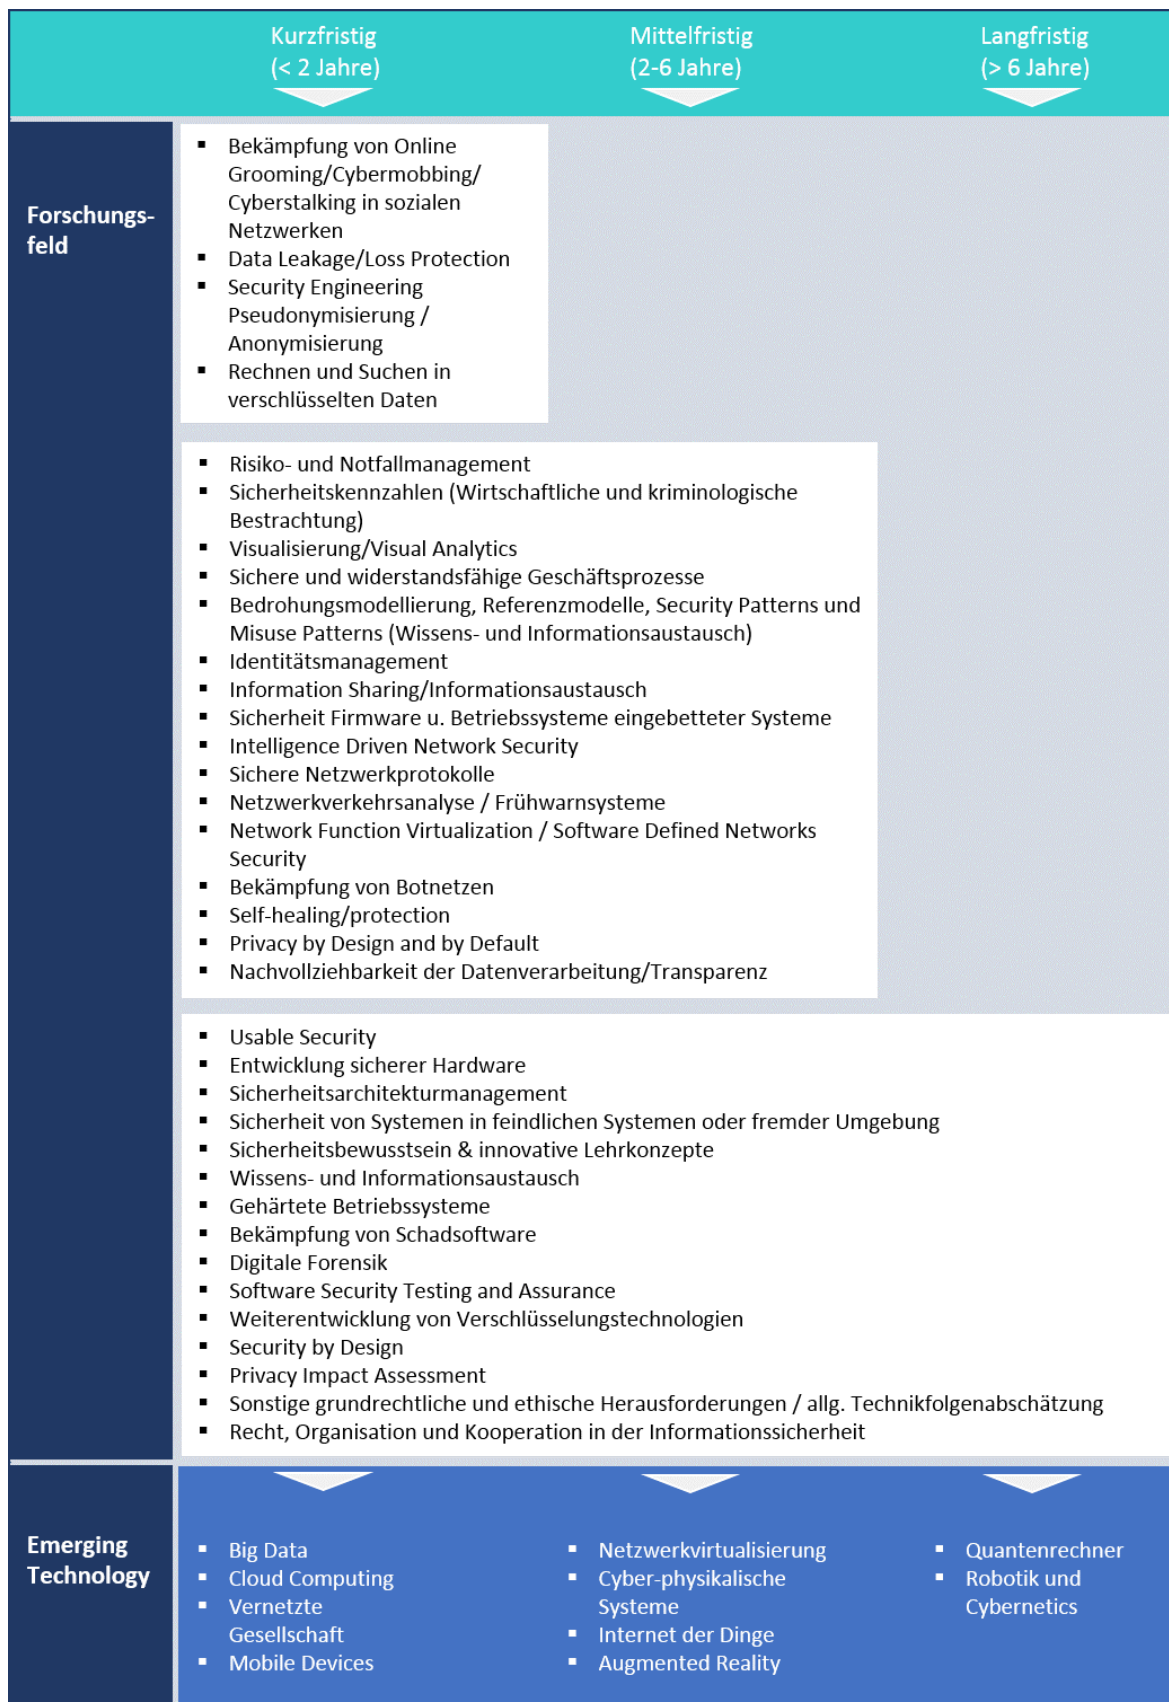 Kurzfristig
(< 2 Jahre)
Mittelfristig
(2-6 Jahre)
Langfristig
(> 6 Jahre)
Forschungs-
feld
▪ Bekämpfung von Online
Grooming/Cybermobbing/
Cyberstalking in sozialen
Netzwerken
▪ Data Leakage/Loss Protection
▪ Security Engineering
Pseudonymisierung /
Anonymisierung
▪ Rechnen und Suchen in
verschlüsselten Daten
▪ Risiko- und Notfallmanagement
▪ Sicherheitskennzahlen (Wirtschaftliche und kriminologische
Bestrachtung)
▪ Visualisierung/Visual Analytics
▪ Sichere und widerstandsfähige Geschäftsprozesse
▪ Bedrohungsmodellierung, Referenzmodelle, Security Patterns und
Misuse Patterns (Wissens- und Informationsaustausch)
▪ Identitätsmanagement
▪ Information Sharing/Informationsaustausch
▪ Sicherheit Firmware u. Betriebssysteme eingebetteter Systeme
▪ Intelligence Driven Network Security
▪ Sichere Netzwerkprotokolle
▪ Netzwerkverkehrsanalyse / Frühwarnsysteme
▪ Network Function Virtualization / Software Defined Networks
Security
▪ Bekämpfung von Botnetzen
▪ Self-healing/protection
▪ Privacy by Design and by Default
▪ Nachvollziehbarkeit der Datenverarbeitung/Transparenz
▪ Usable Security
▪ Entwicklung sicherer Hardware
▪ Sicherheitsarchitekturmanagement
▪ Sicherheit von Systemen in feindlichen Systemen oder fremder Umgebung
▪ Sicherheitsbewusstsein & innovative Lehrkonzepte
▪ Wissens- und Informationsaustausch
▪ Gehärtete Betriebssysteme
▪ Bekämpfung von Schadsoftware
▪ Digitale Forensik
▪ Software Security Testing and Assurance
▪ Weiterentwicklung von Verschlüsselungstechnologien
▪ Security by Design
▪ Privacy Impact Assessment
▪ Sonstige grundrechtliche und ethische Herausforderungen / allg. Technikfolgenabschätzung
▪ Recht, Organisation und Kooperation in der Informationssicherheit
Emerging
Technology
▪ Big Data
▪ Cloud Computing
▪ Vernetzte
Gesellschaft
▪ Mobile Devices
▪ Netzwerkvirtualisierung
▪ Cyber-physikalische
Systeme
▪ Internet der Dinge
▪ Augmented Reality
▪ Quantenrechner
▪ Robotik und
Cybernetics